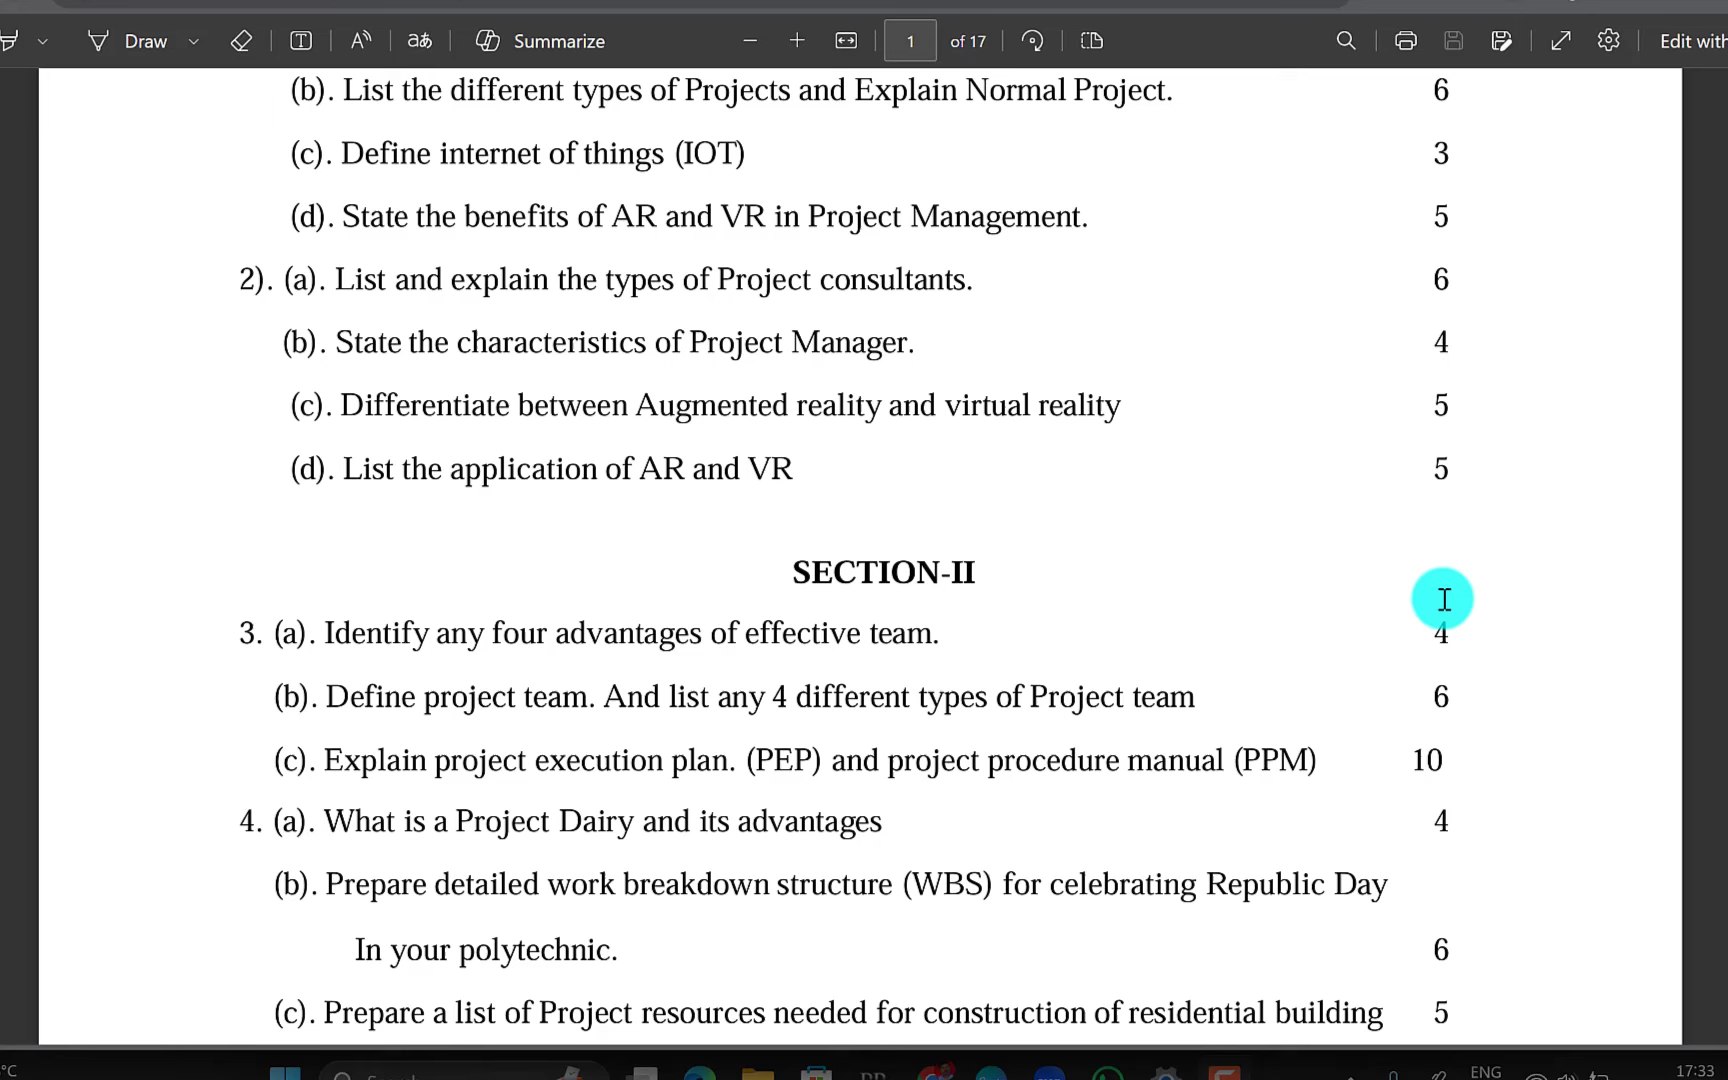 Draw
Summarize
1 of 17
Edit with
(b). List the different types of Projects and Explain Normal Project. 6
(c). Define internet of things (IOT) 3
(d). State the benefits of AR and VR in Project Management. 5
2). (a). List and explain the types of Project consultants. 6
(b). State the characteristics of Project Manager. 4
(c). Differentiate between Augmented reality and virtual reality 5
(d). List the application of AR and VR 5
SECTION-II
3. (a). Identify any four advantages of effective team. 4
(b). Define project team. And list any 4 different types of Project team 6
(c). Explain project execution plan. (PEP) and project procedure manual (PPM) 10
4. (a). What is a Project Dairy and its advantages 4
(b). Prepare detailed work breakdown structure (WBS) for celebrating Republic Day
In your polytechnic. 6
(c). Prepare a list of Project resources needed for construction of residential building 5
°C
ENG
17:33